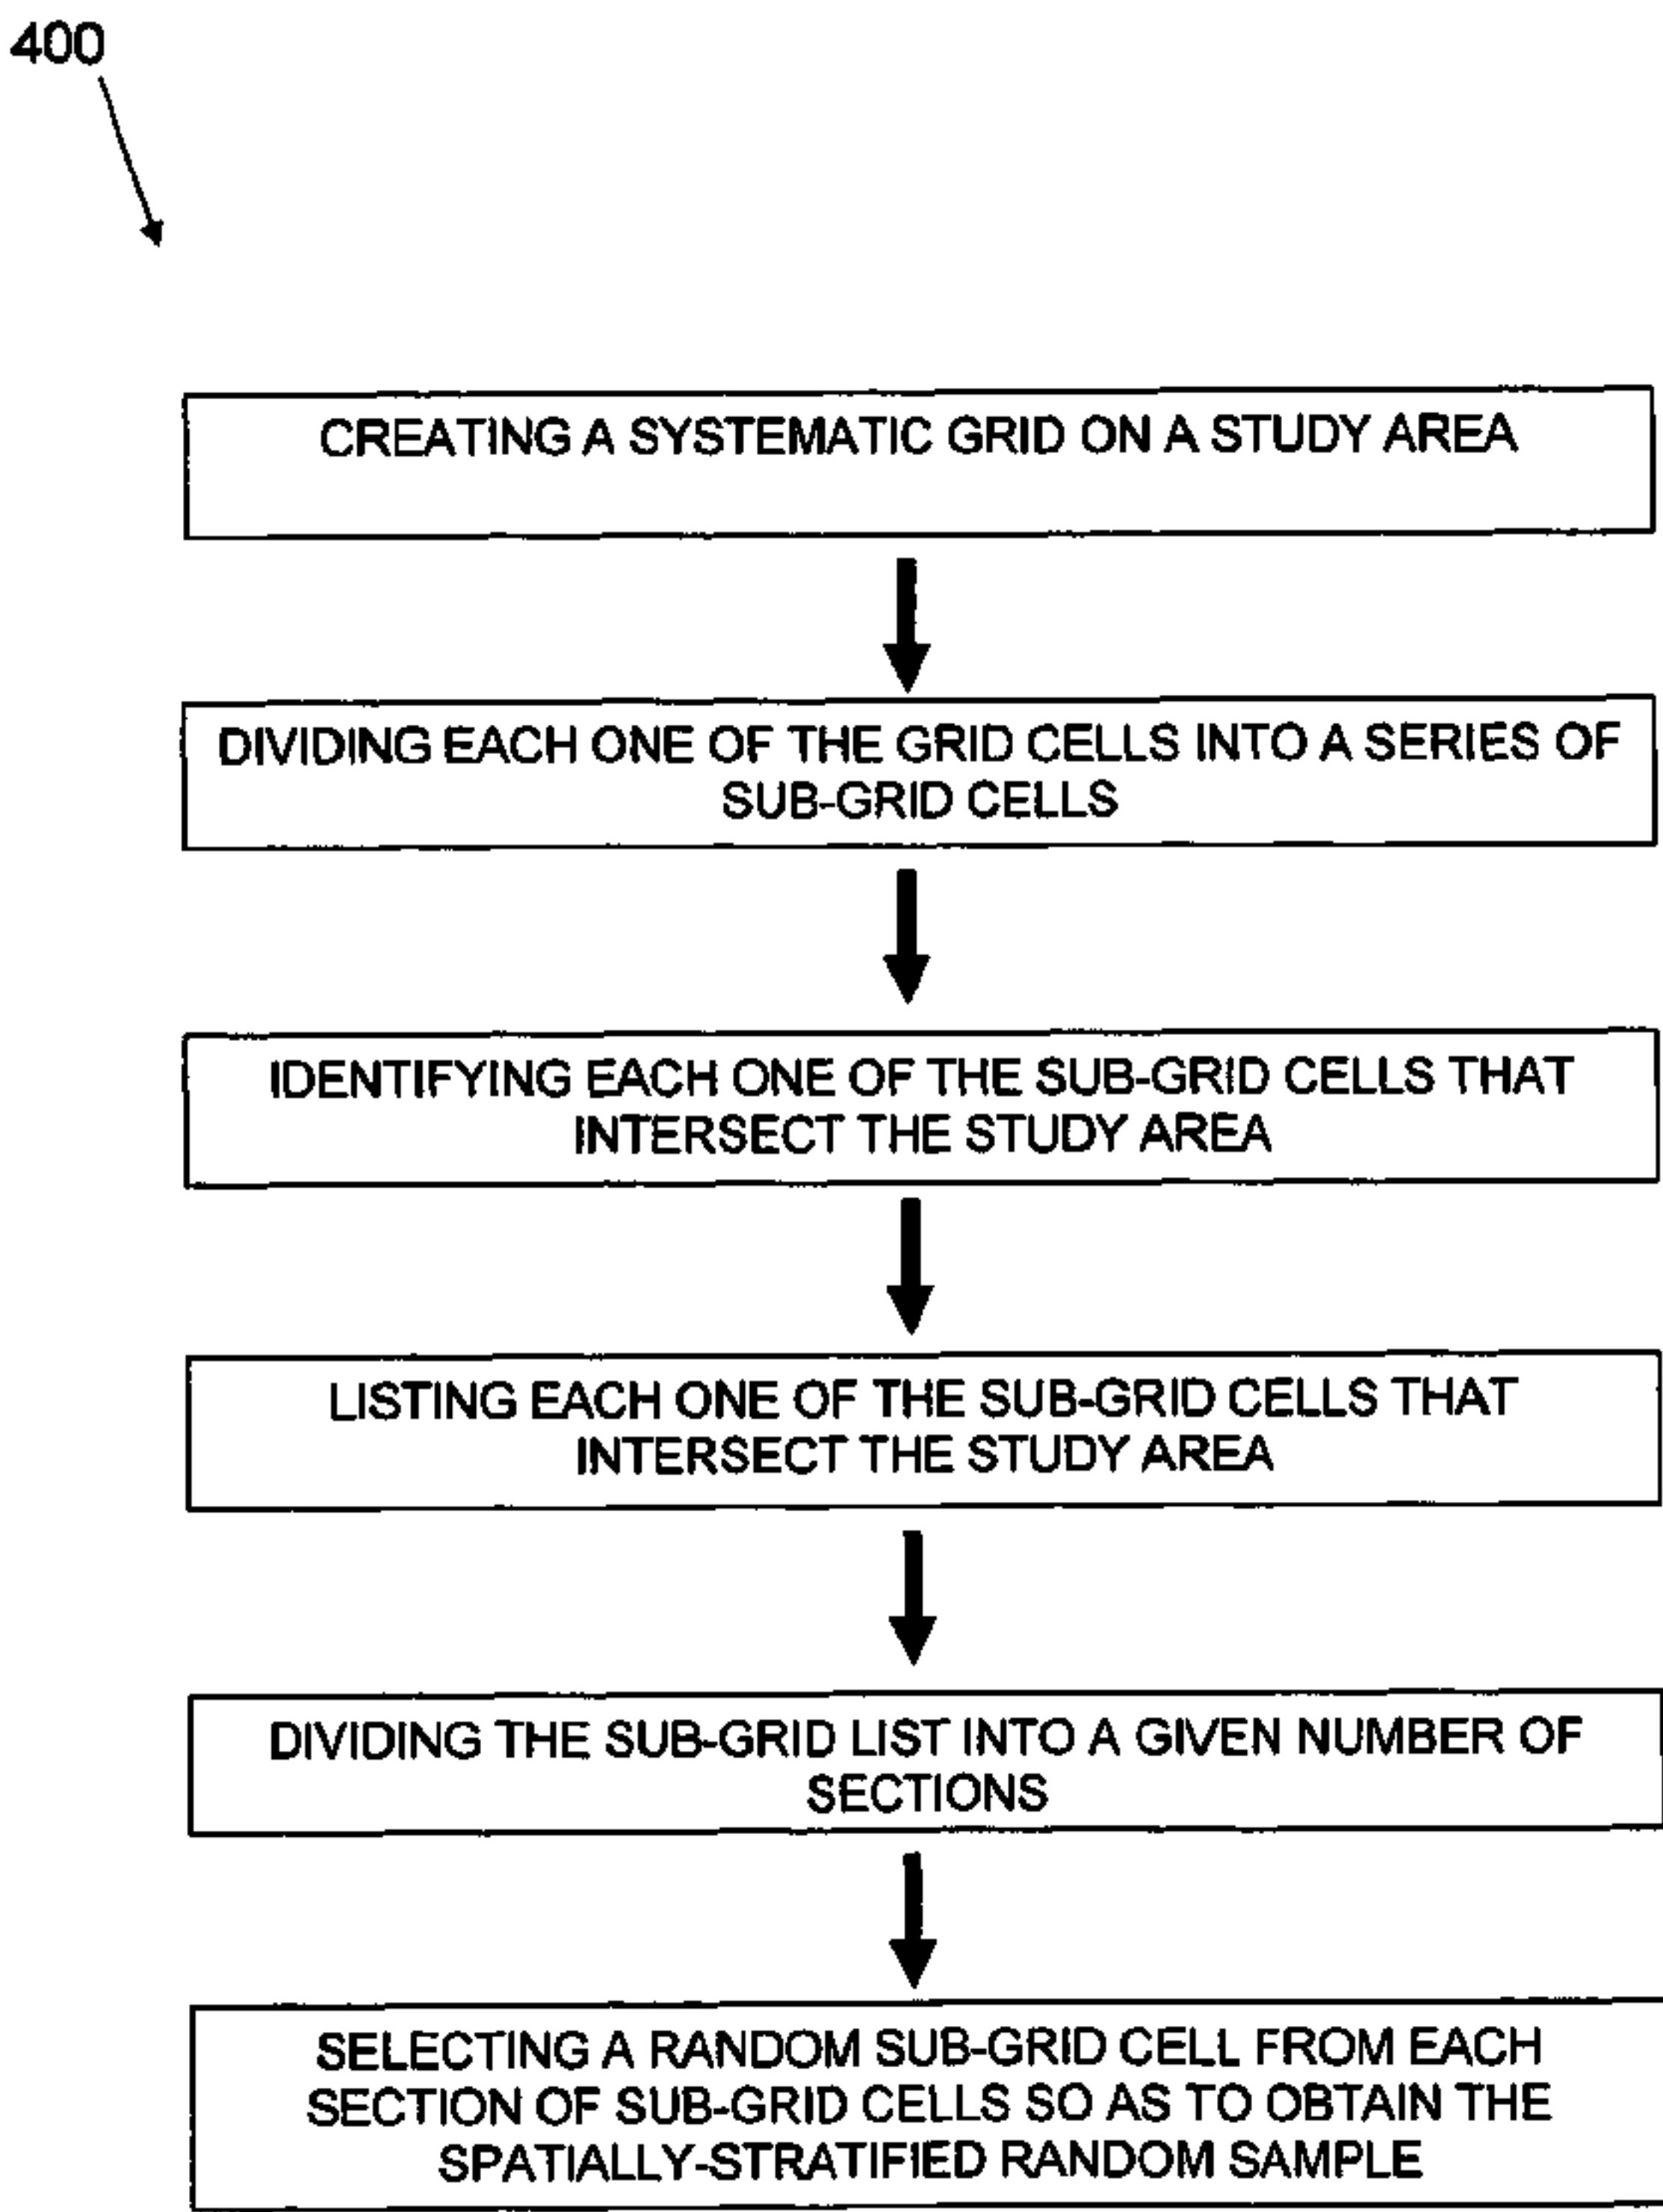 400
CREATING A SYSTEMATIC GRID ON A STUDY AREA
DIVIDING EACH ONE OF THE GRID CELLS INTO A SERIES OF
SUB-GRID CELLS
IDENTIFYING EACH ONE OF THE SUB-GRID CELLS THAT
INTERSECT THE STUDY AREA
LISTING EACH ONE OF THE SUB-GRID CELLS THAT
INTERSECT THE STUDY AREA
DIVIDING THE SUB-GRID LIST INTO A GIVEN NUMBER OF
SECTIONS
SELECTING A RANDOM SUB-GRID CELL FROM EACH
SECTION OF SUB-GRID CELLS SO AS TO OBTAIN THE
SPATIALLY-STRATIFIED RANDOM SAMPLE